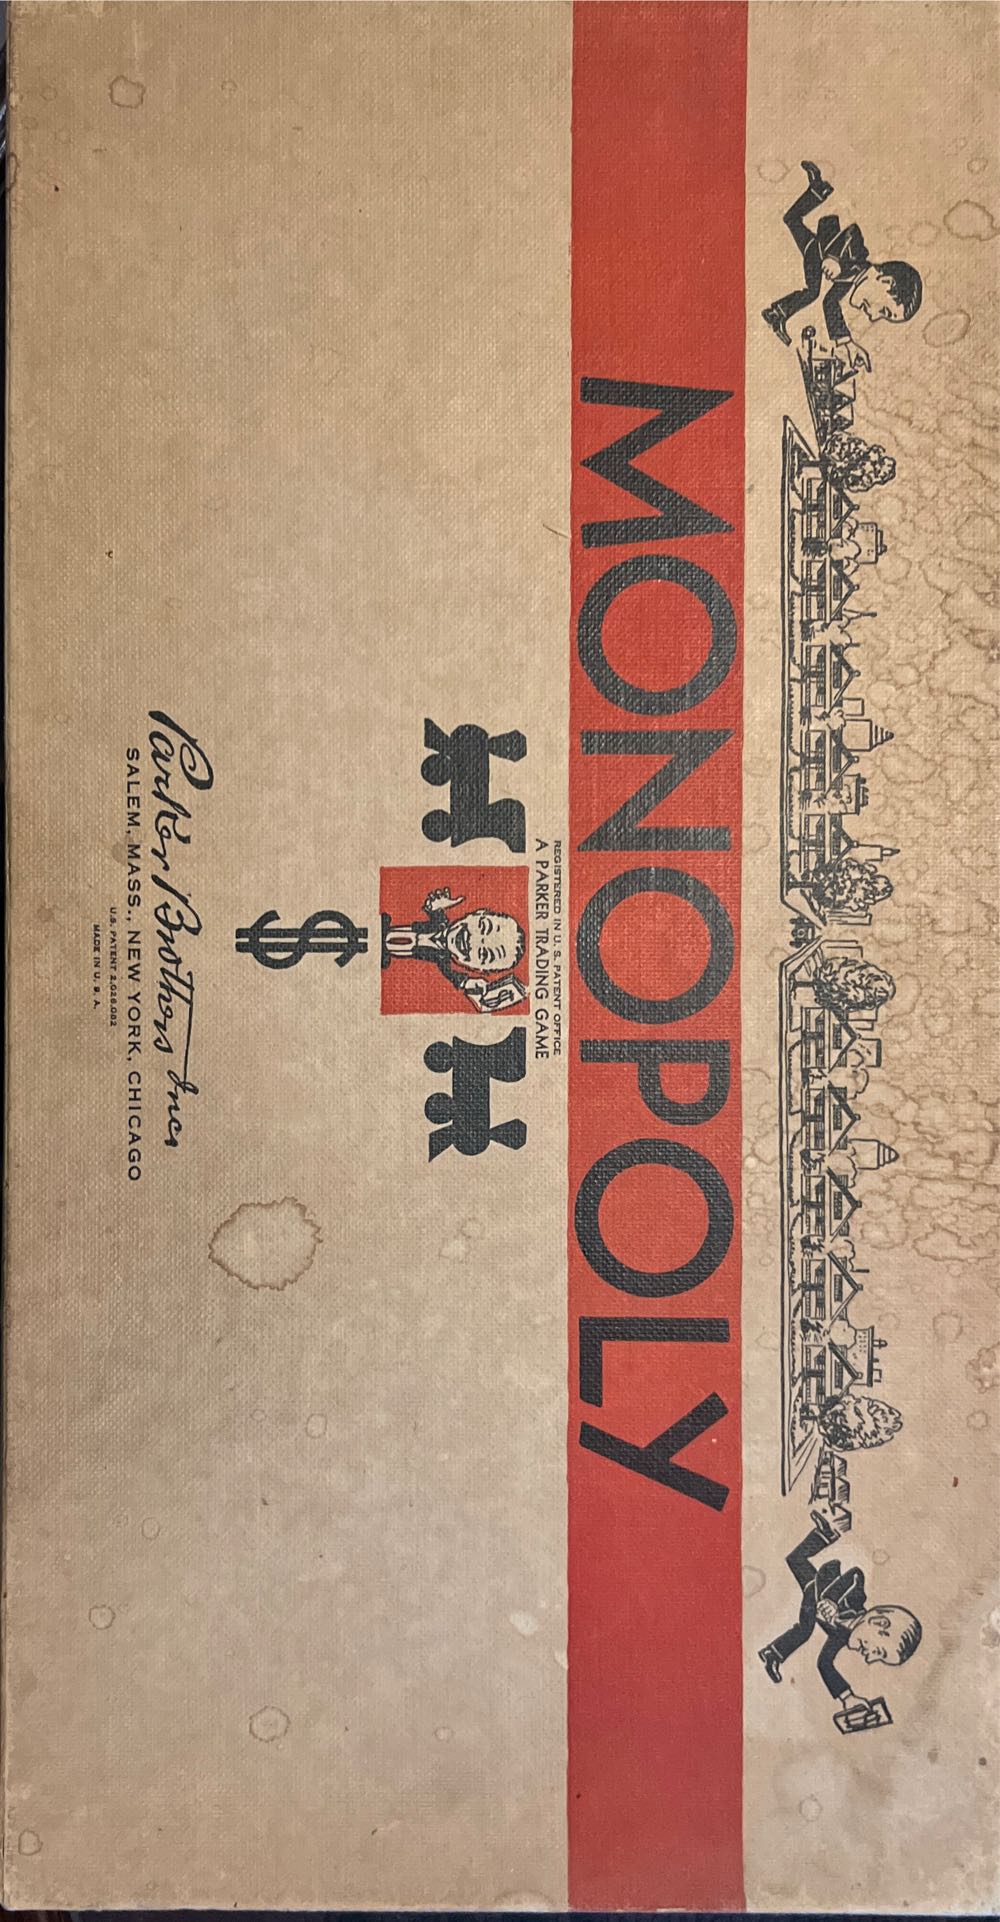 MONOPOLY
REGISTERED IN U. S. PATENT OFFICE
A PARKER TRADING GAME
$
$
Parker Brothers Inc.
SALEM, MASS., NEW YORK, CHICAGO
U.S. PATENT 2,026,082
MADE IN U. S. A.